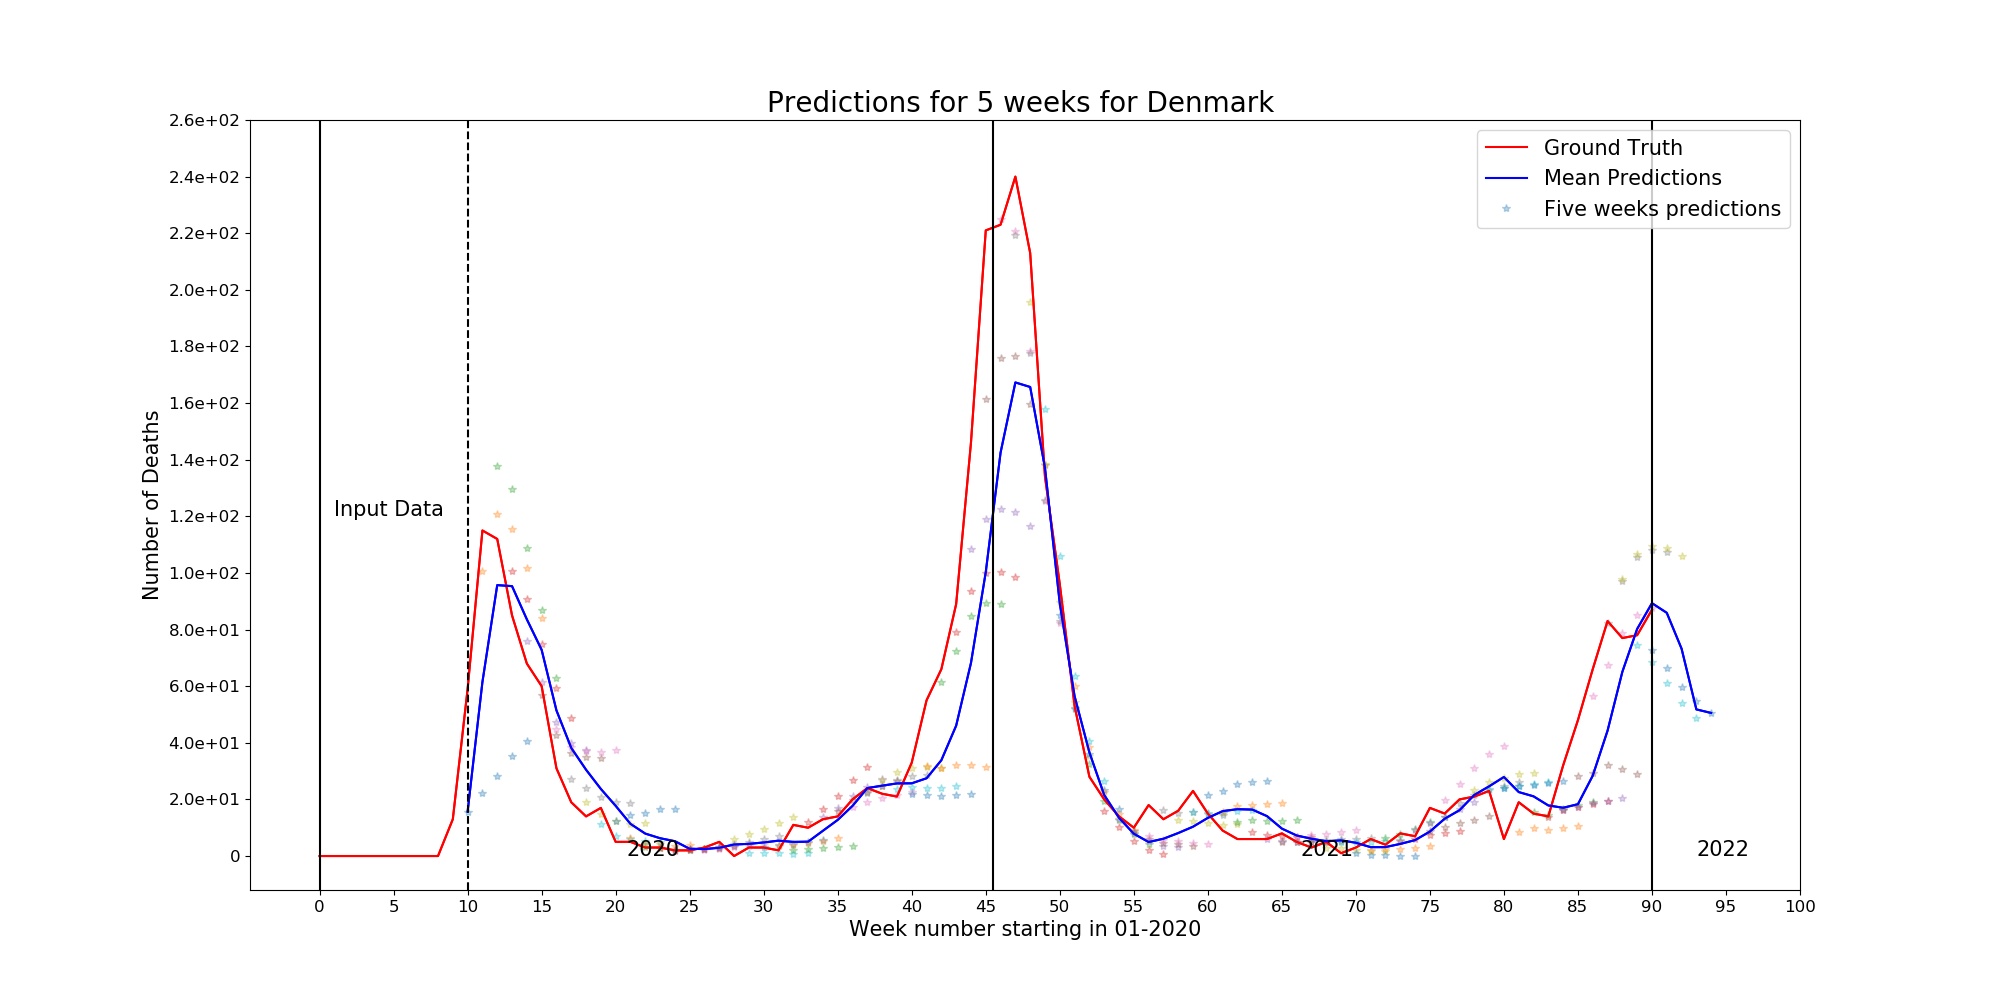 Predictions for 5 weeks for Denmark
2.6e+02
2.4e+02
2.2e+02
2.0e+02
1.8e+02
1.6e+02
1.4e+02
1.2e+02
1.0e+02
8.0e+01
6.0e+01
4.0e+01
2.0e+01
0
Number of Deaths
Ground Truth
Mean Predictions
Five weeks predictions
Input Data
2020
2021
2022
0 5 10 15 20 25 30 35 40 45 50 55 60 65 70 75 80 85 90 95 100
Week number starting in 01-2020